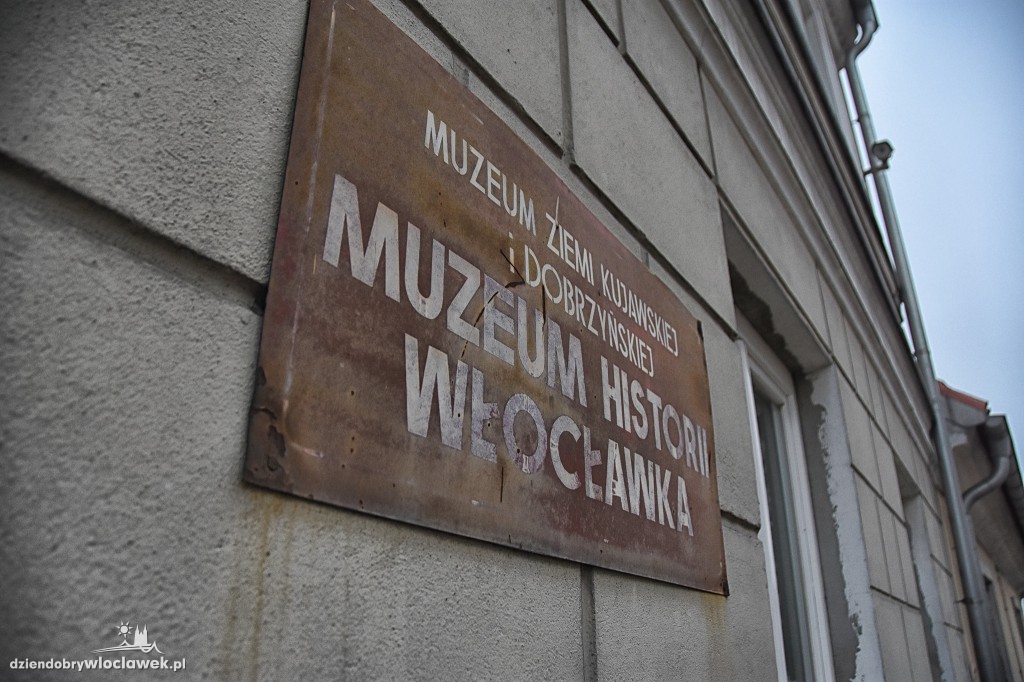 MUZEUM ZIEMI KUJAWSKIEJ
i DOBRZYŃSKIEJ
MUZEUM HISTORII
WŁOCŁAWKA
dziendobrywloclawek.pl